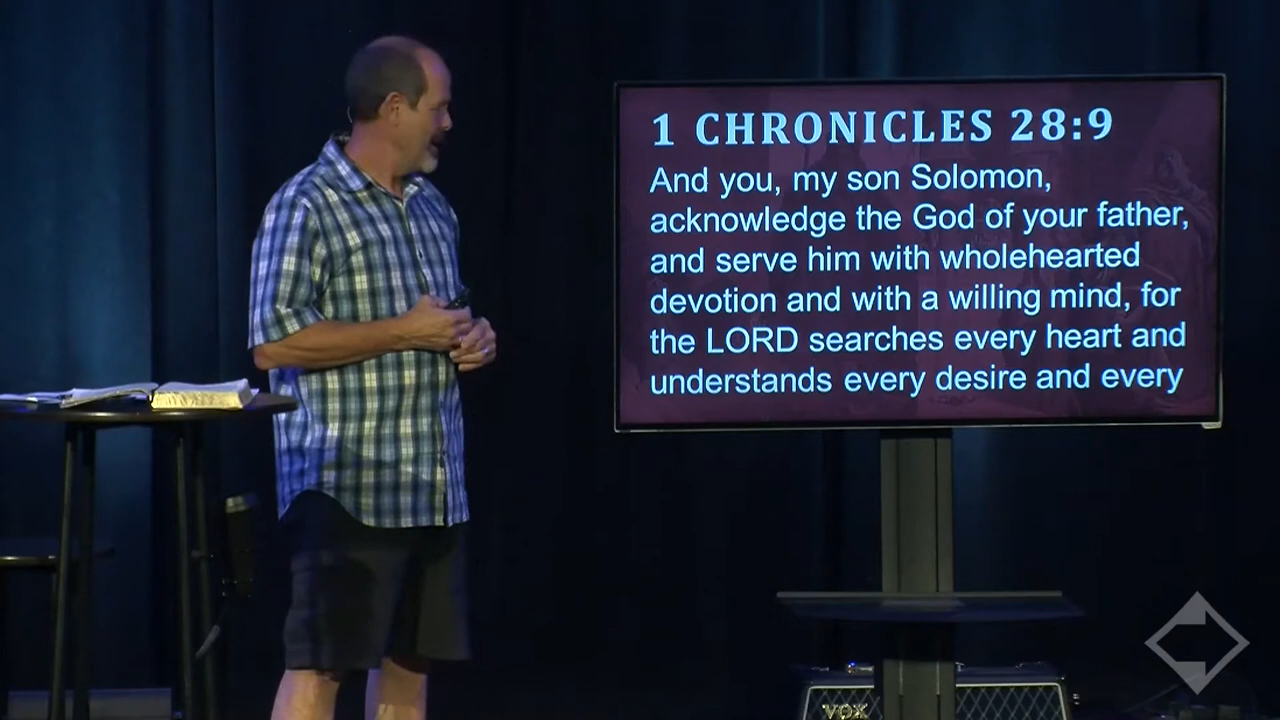 1 CHRONICLES 28:9
And you, my son Solomon,
acknowledge the God of your father,
and serve him with wholehearted
devotion and with a willing mind, for
the LORD searches every heart and
understands every desire and every
VOX